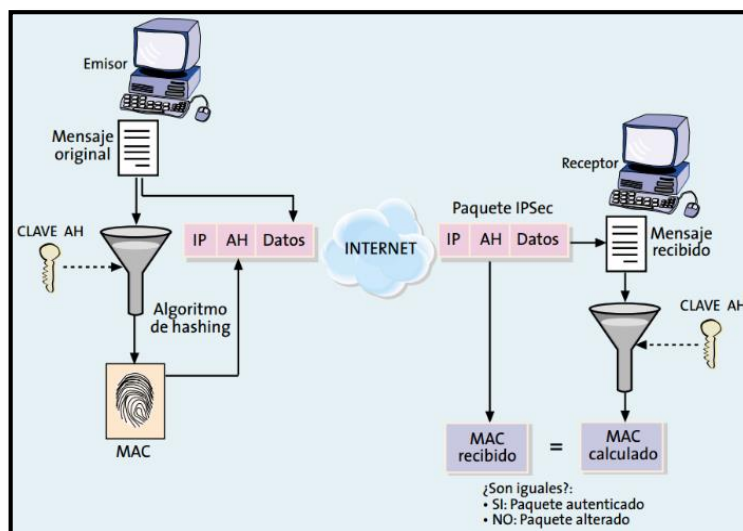 Emisor
Mensaje
original
CLAVE AH
IP AH Datos
Algoritmo
de hashing
MAC
INTERNET
Paquete IPSec
IP AH Datos
Receptor
Mensaje
recibido
CLAVE AH
MAC
recibido
=
MAC
calculado
¿Son iguales?:
• SI: Paquete autenticado
• NO: Paquete alterado